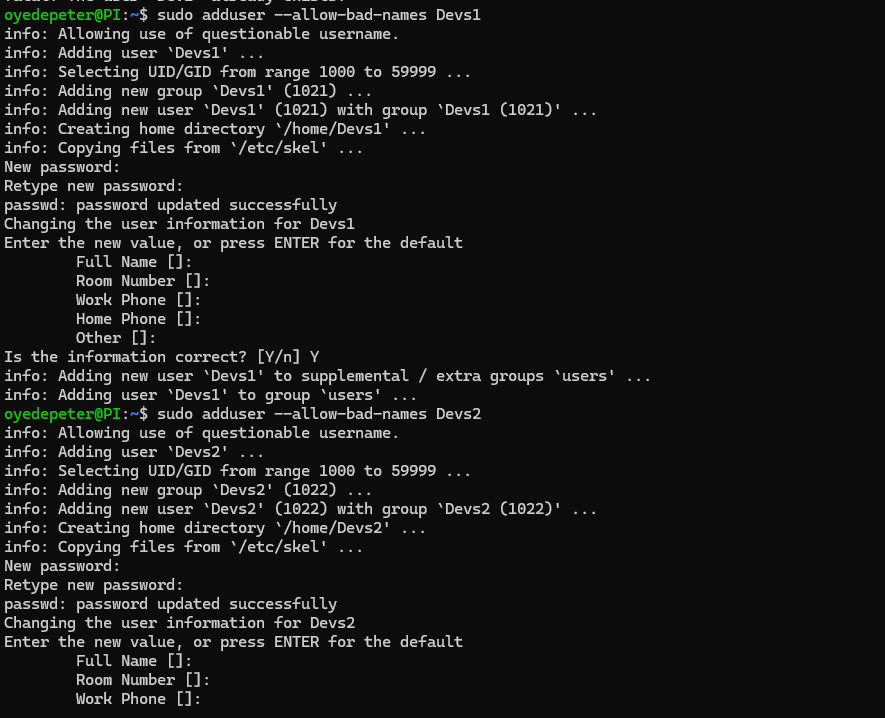 oyedepeter@PI:~$ sudo adduser --allow-bad-names Devs1
info: Allowing use of questionable username.
info: Adding user `Devs1' ...
info: Selecting UID/GID from range 1000 to 59999 ...
info: Adding new group `Devs1' (1021) ...
info: Adding new user `Devs1' (1021) with group `Devs1 (1021)' ...
info: Creating home directory `/home/Devs1' ...
info: Copying files from `/etc/skel' ...
New password:
Retype new password:
passwd: password updated successfully
Changing the user information for Devs1
Enter the new value, or press ENTER for the default
        Full Name []:
        Room Number []:
        Work Phone []:
        Home Phone []:
        Other []:
Is the information correct? [Y/n] Y
info: Adding new user `Devs1' to supplemental / extra groups `users' ...
info: Adding user `Devs1' to group `users' ...
oyedepeter@PI:~$ sudo adduser --allow-bad-names Devs2
info: Allowing use of questionable username.
info: Adding user `Devs2' ...
info: Selecting UID/GID from range 1000 to 59999 ...
info: Adding new group `Devs2' (1022) ...
info: Adding new user `Devs2' (1022) with group `Devs2 (1022)' ...
info: Creating home directory `/home/Devs2' ...
info: Copying files from `/etc/skel' ...
New password:
Retype new password:
passwd: password updated successfully
Changing the user information for Devs2
Enter the new value, or press ENTER for the default
        Full Name []:
        Room Number []:
        Work Phone []: